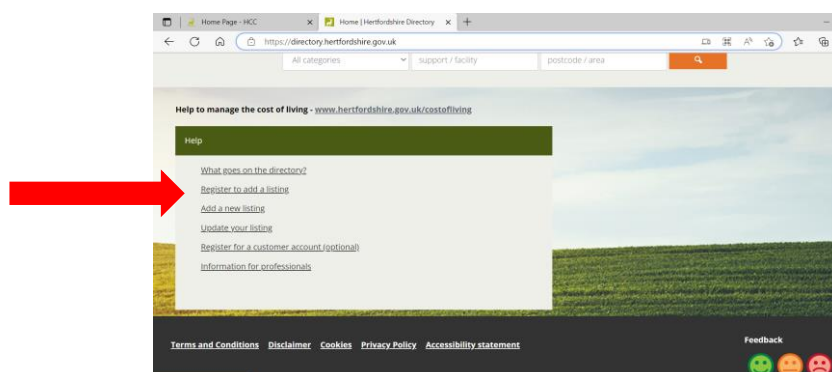 Home Page - HCC
Home | Hertfordshire Directory
https://directory.hertfordshire.gov.uk
All categories
support / facility
postcode / area
Help to manage the cost of living - www.hertfordshire.gov.uk/costofliving
Help
What goes on the directory?
Register to add a listing
Add a new listing
Update your listing
Register for a customer account (optional)
Information for professionals
Terms and Conditions Disclaimer Cookies Privacy Policy Accessibility statement
Feedback